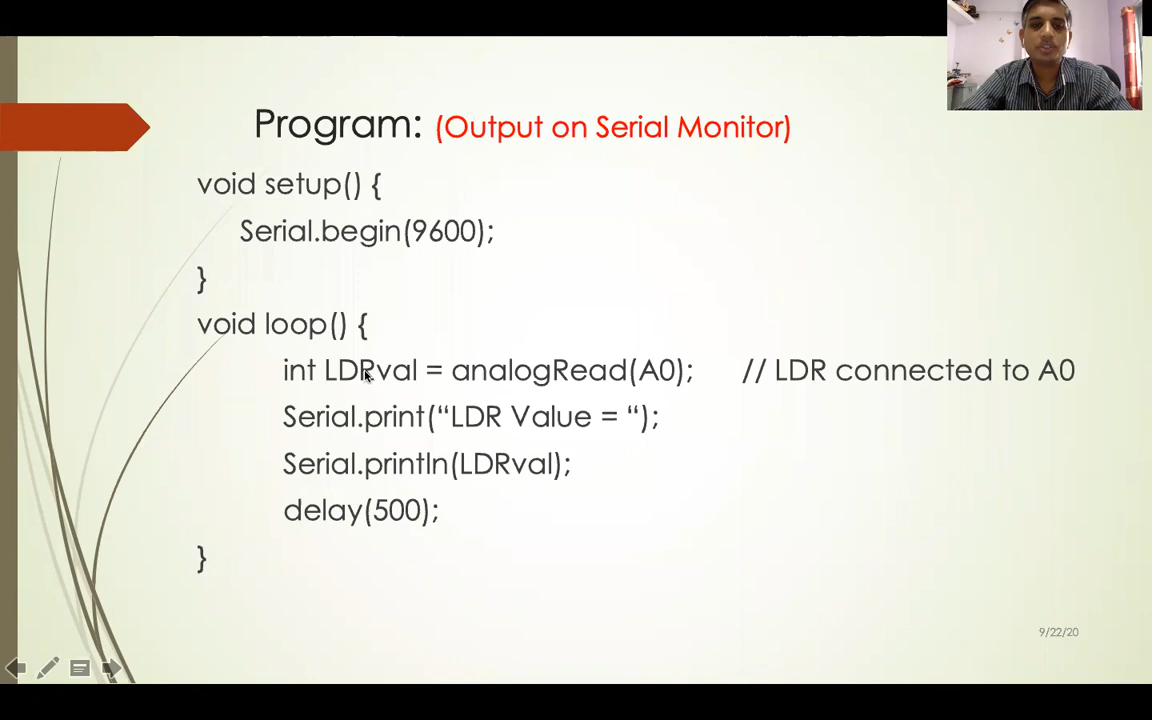 Program: (Output on Serial Monitor)
void setup() {
Serial.begin(9600);
}
void loop() {
int LDRval = analogRead(A0); // LDR connected to A0
Serial.print(“LDR Value = “);
Serial.println(LDRval);
delay(500);
}
9/22/20